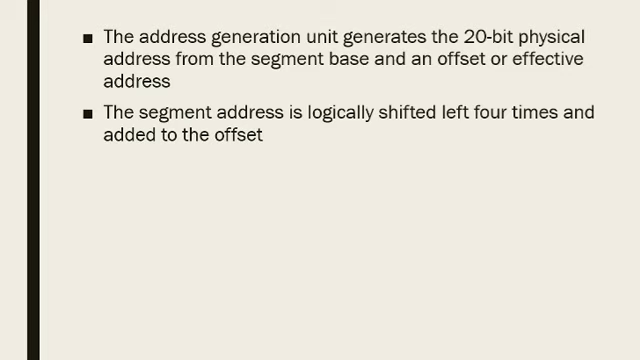 ■ The address generation unit generates the 20-bit physical
address from the segment base and an offset or effective
address
■ The segment address is logically shifted left four times and
added to the offset